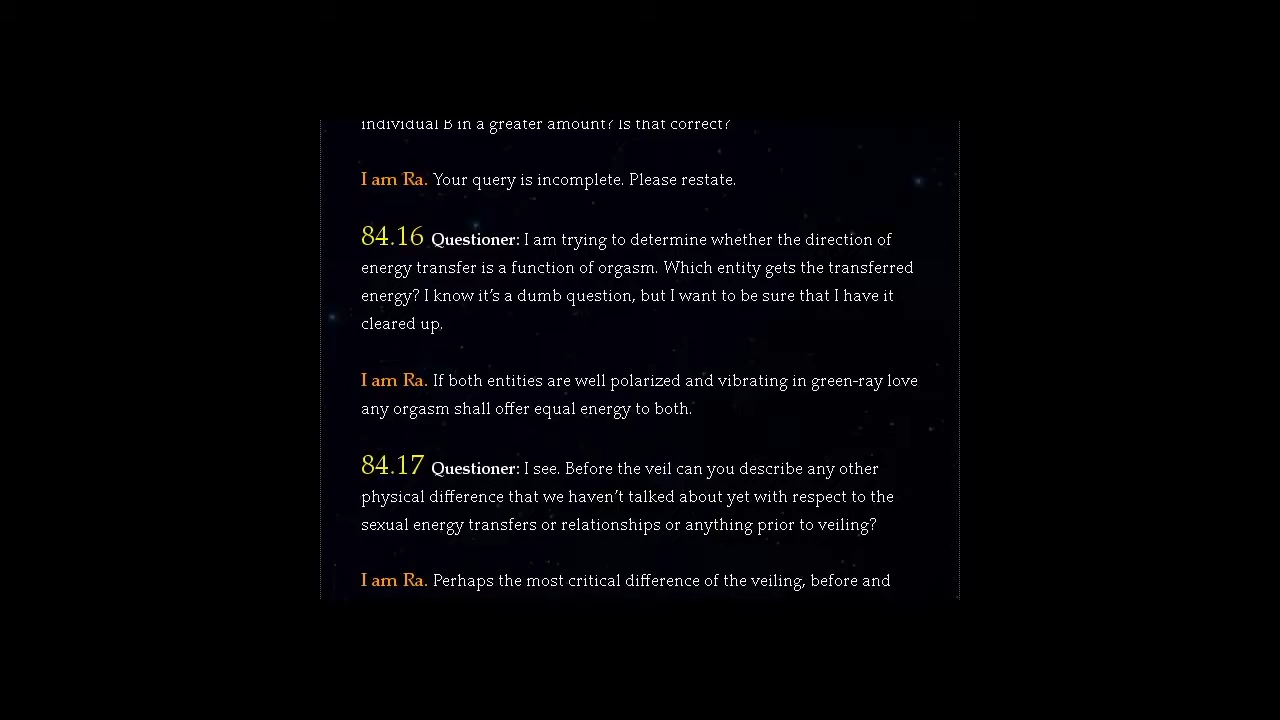 individual B in a greater amount? Is that correct?
I am Ra. Your query is incomplete. Please restate.
84.16 Questioner: I am trying to determine whether the direction of
energy transfer is a function of orgasm. Which entity gets the transferred
energy? I know it’s a dumb question, but I want to be sure that I have it
cleared up.
I am Ra. If both entities are well polarized and vibrating in green-ray love
any orgasm shall offer equal energy to both.
84.17 Questioner: I see. Before the veil can you describe any other
physical difference that we haven’t talked about yet with respect to the
sexual energy transfers or relationships or anything prior to veiling?
I am Ra. Perhaps the most critical difference of the veiling, before and